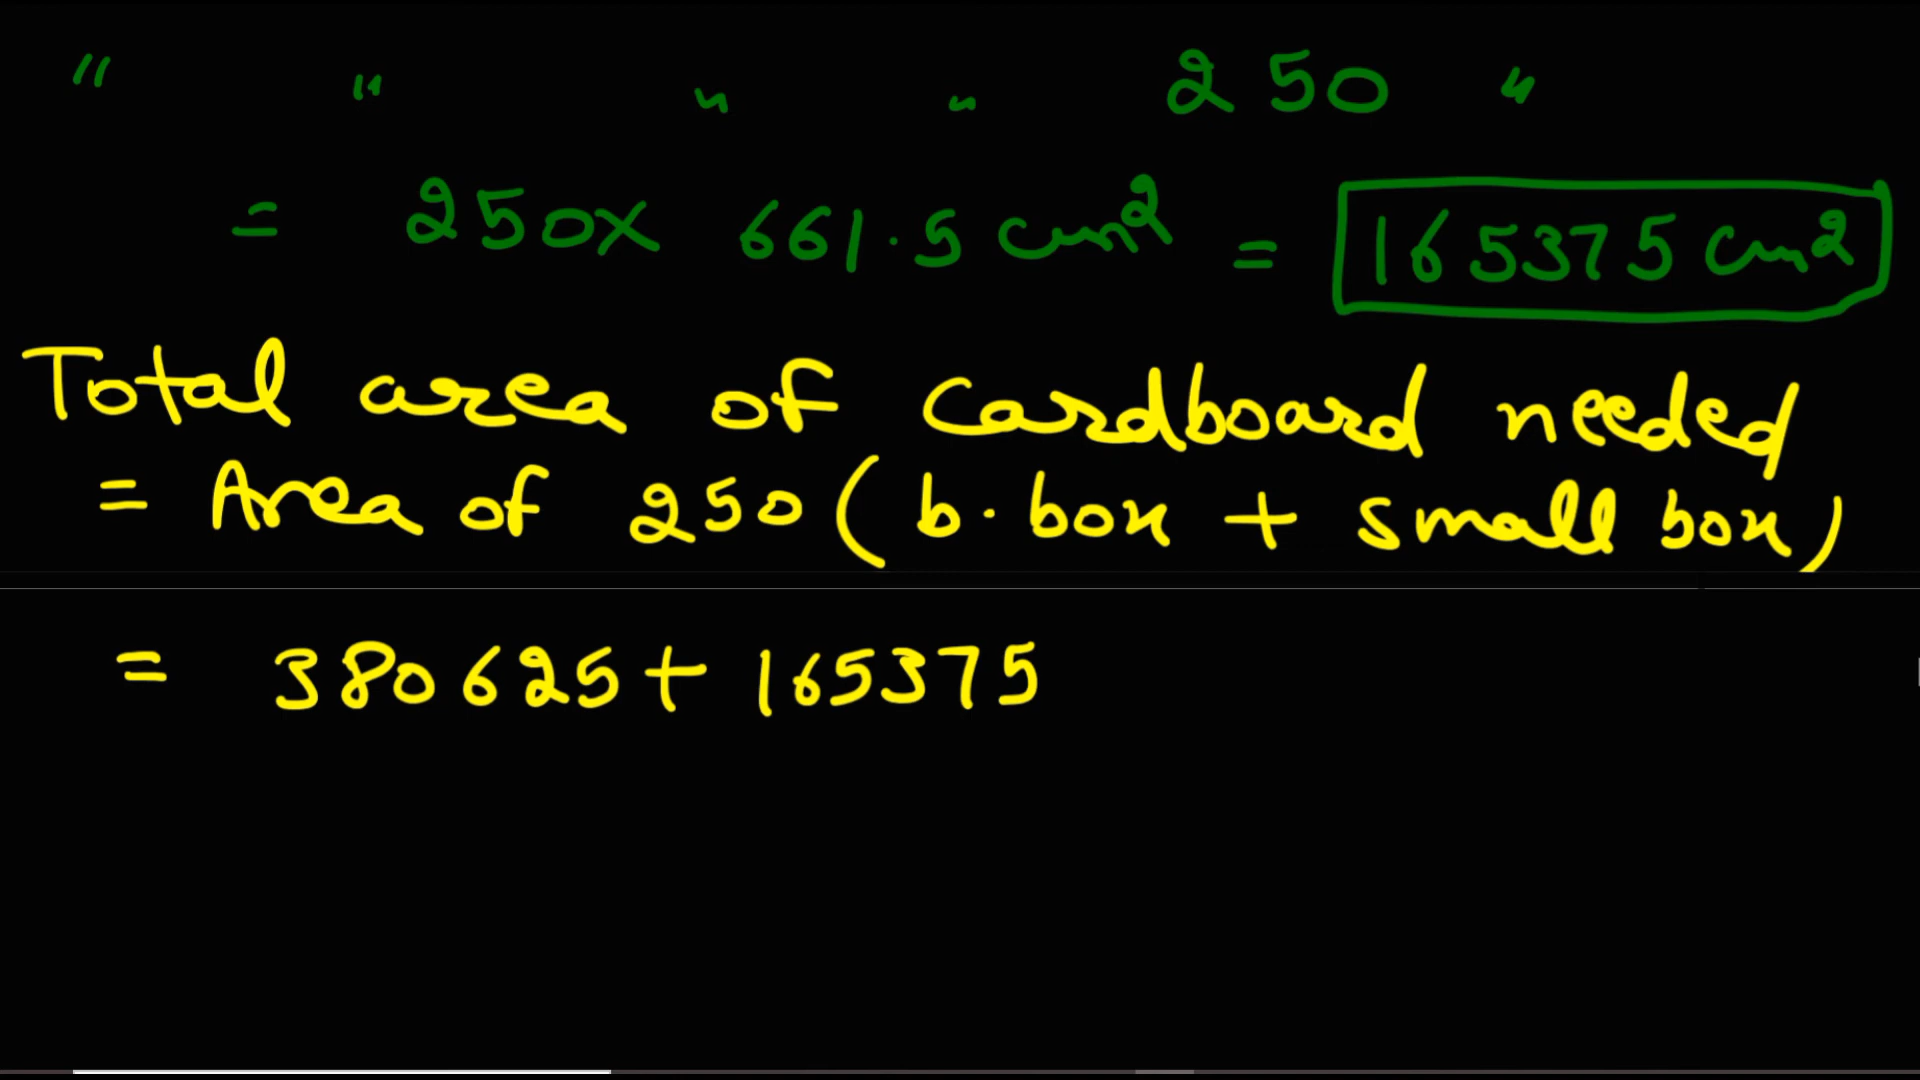 " " " " 250 "
= 250x 661.5 cm² = 165375 cm²
Total area of cardboard needed
= Area of 250 (b. box + small box)
= 380625 + 165375